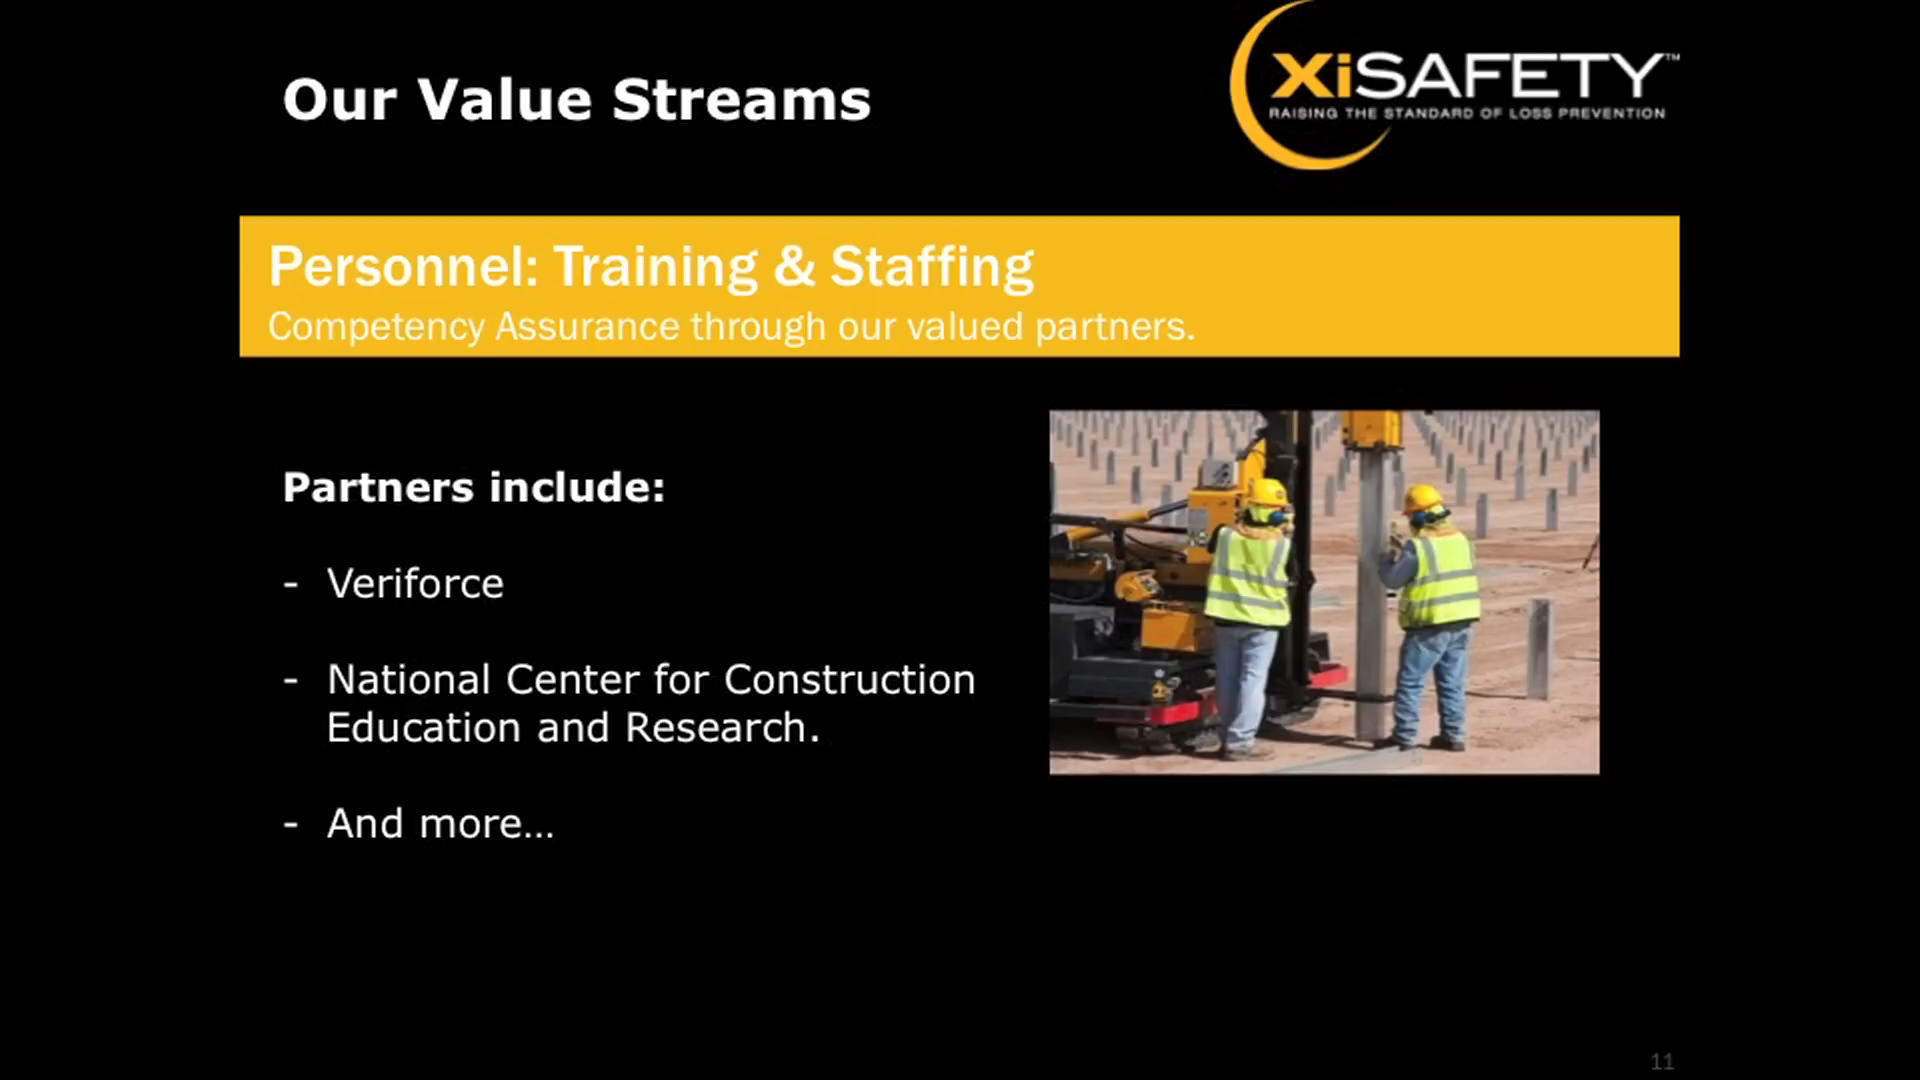 Our Value Streams
XiSAFETY™
RAISING THE STANDARD OF LOSS PREVENTION
Personnel: Training & Staffing
Competency Assurance through our valued partners.
Partners include:
- Veriforce
- National Center for Construction
Education and Research.
- And more…
11